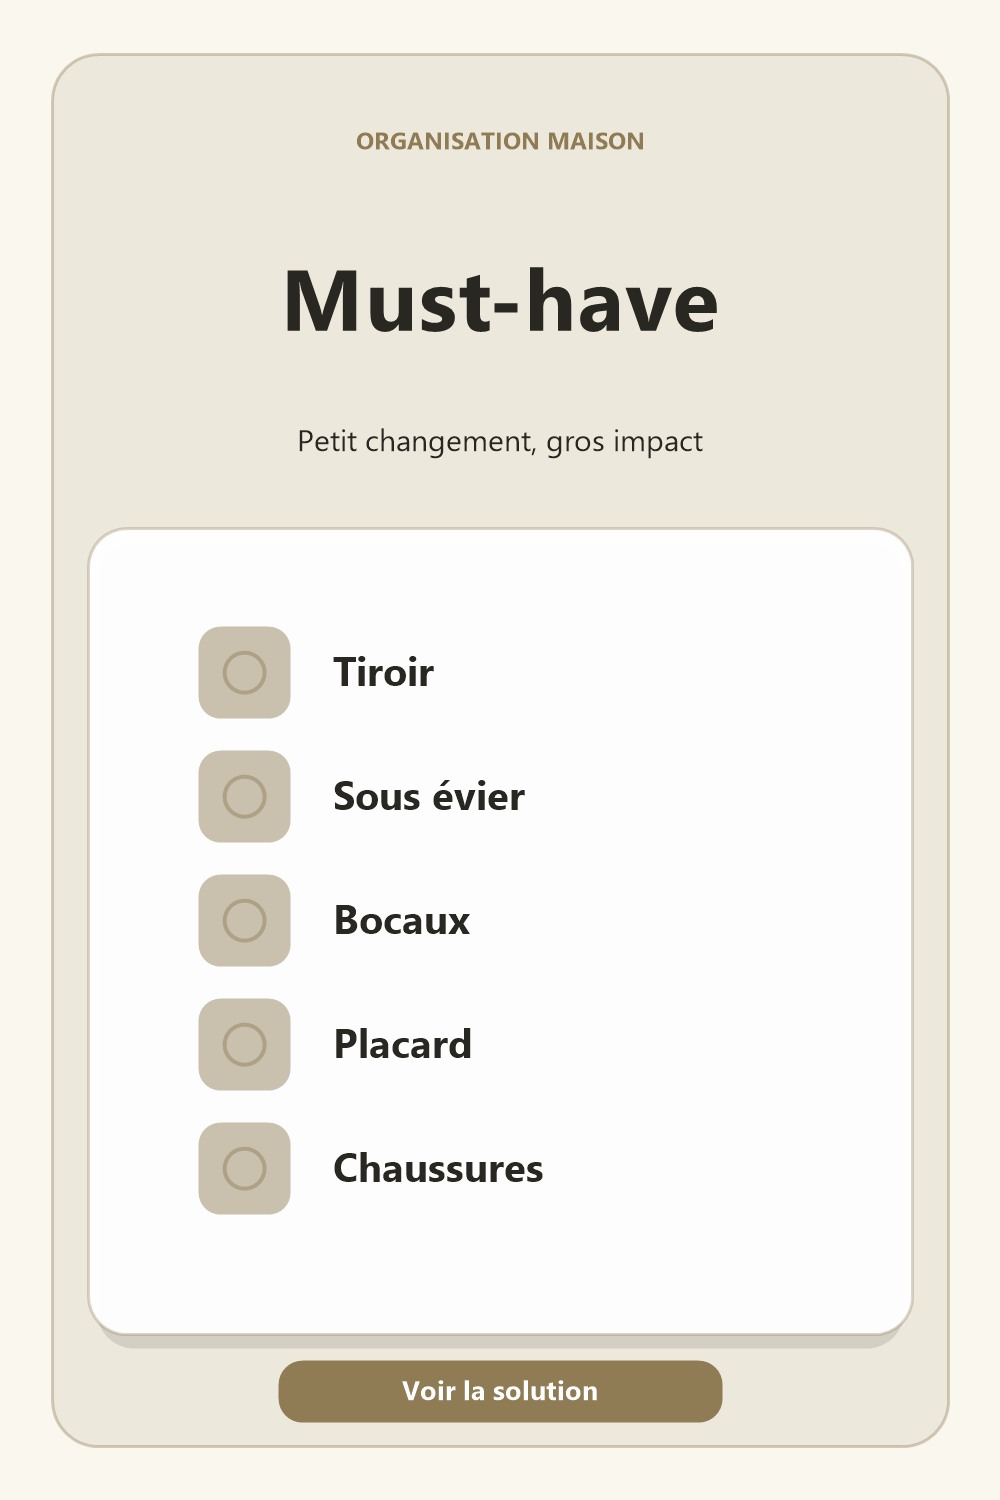 ORGANISATION MAISON
Must-have
Petit changement, gros impact
Tiroir
Sous évier
Bocaux
Placard
Chaussures
Voir la solution